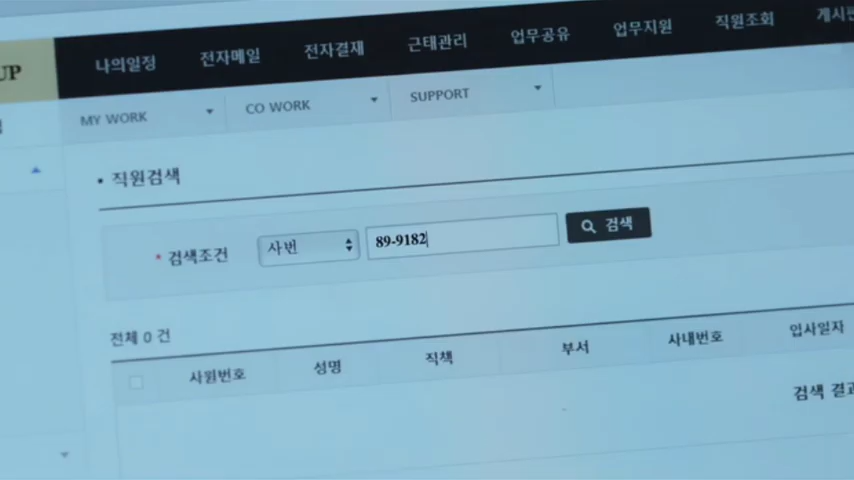 UP 나의일정 전자메일 전자결재 근태관리 업무공유 업무지원 직원조회
MY WORK CO WORK SUPPORT
• 직원검색
* 검색조건 사번 89-9182 검색
전체 0 건
사원번호 성명 직책 부서 사내번호 입사일자
검색